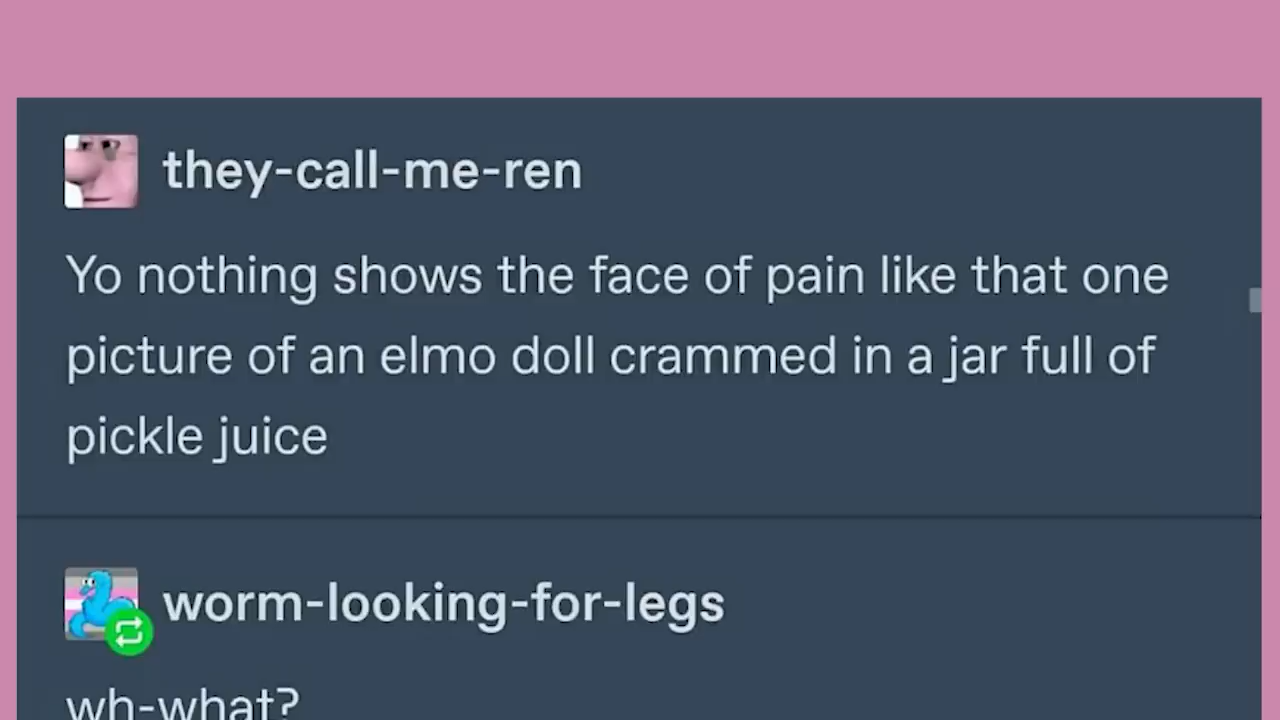 they-call-me-ren
Yo nothing shows the face of pain like that one
picture of an elmo doll crammed in a jar full of
pickle juice
worm-looking-for-legs
wh-what?